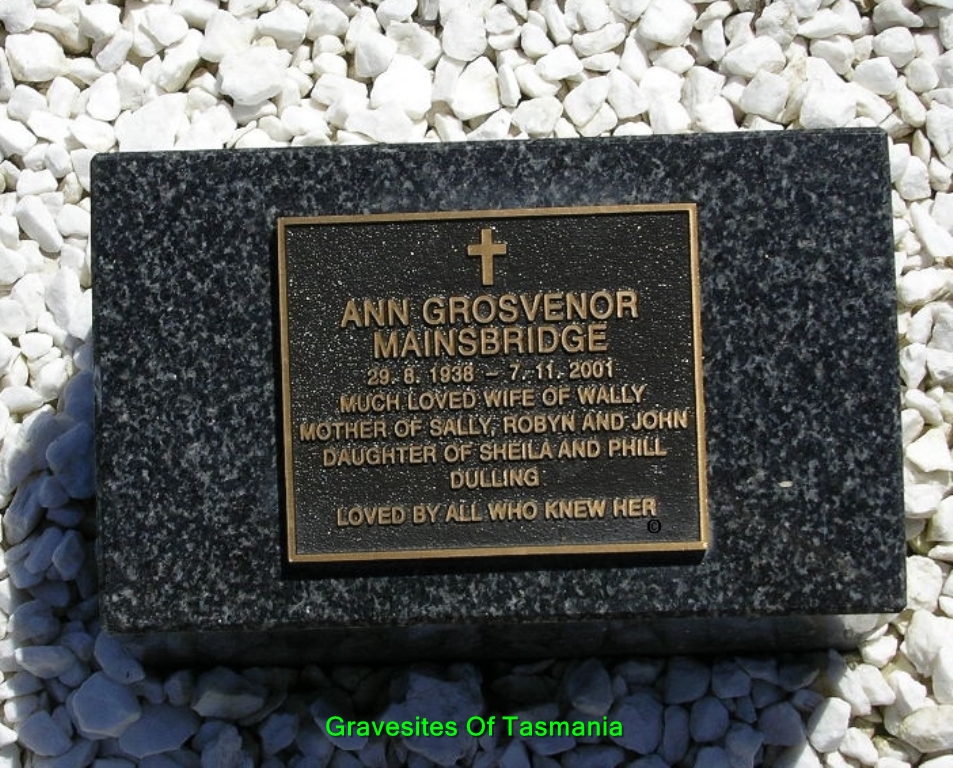 ANN GROSVENOR
MAINSBRIDGE
29. 8. 1938 – 7. 11. 2001
MUCH LOVED WIFE OF WALLY
MOTHER OF SALLY, ROBYN AND JOHN
DAUGHTER OF SHEILA AND PHILL
DULLING
LOVED BY ALL WHO KNEW HER
©
Gravesites Of Tasmania